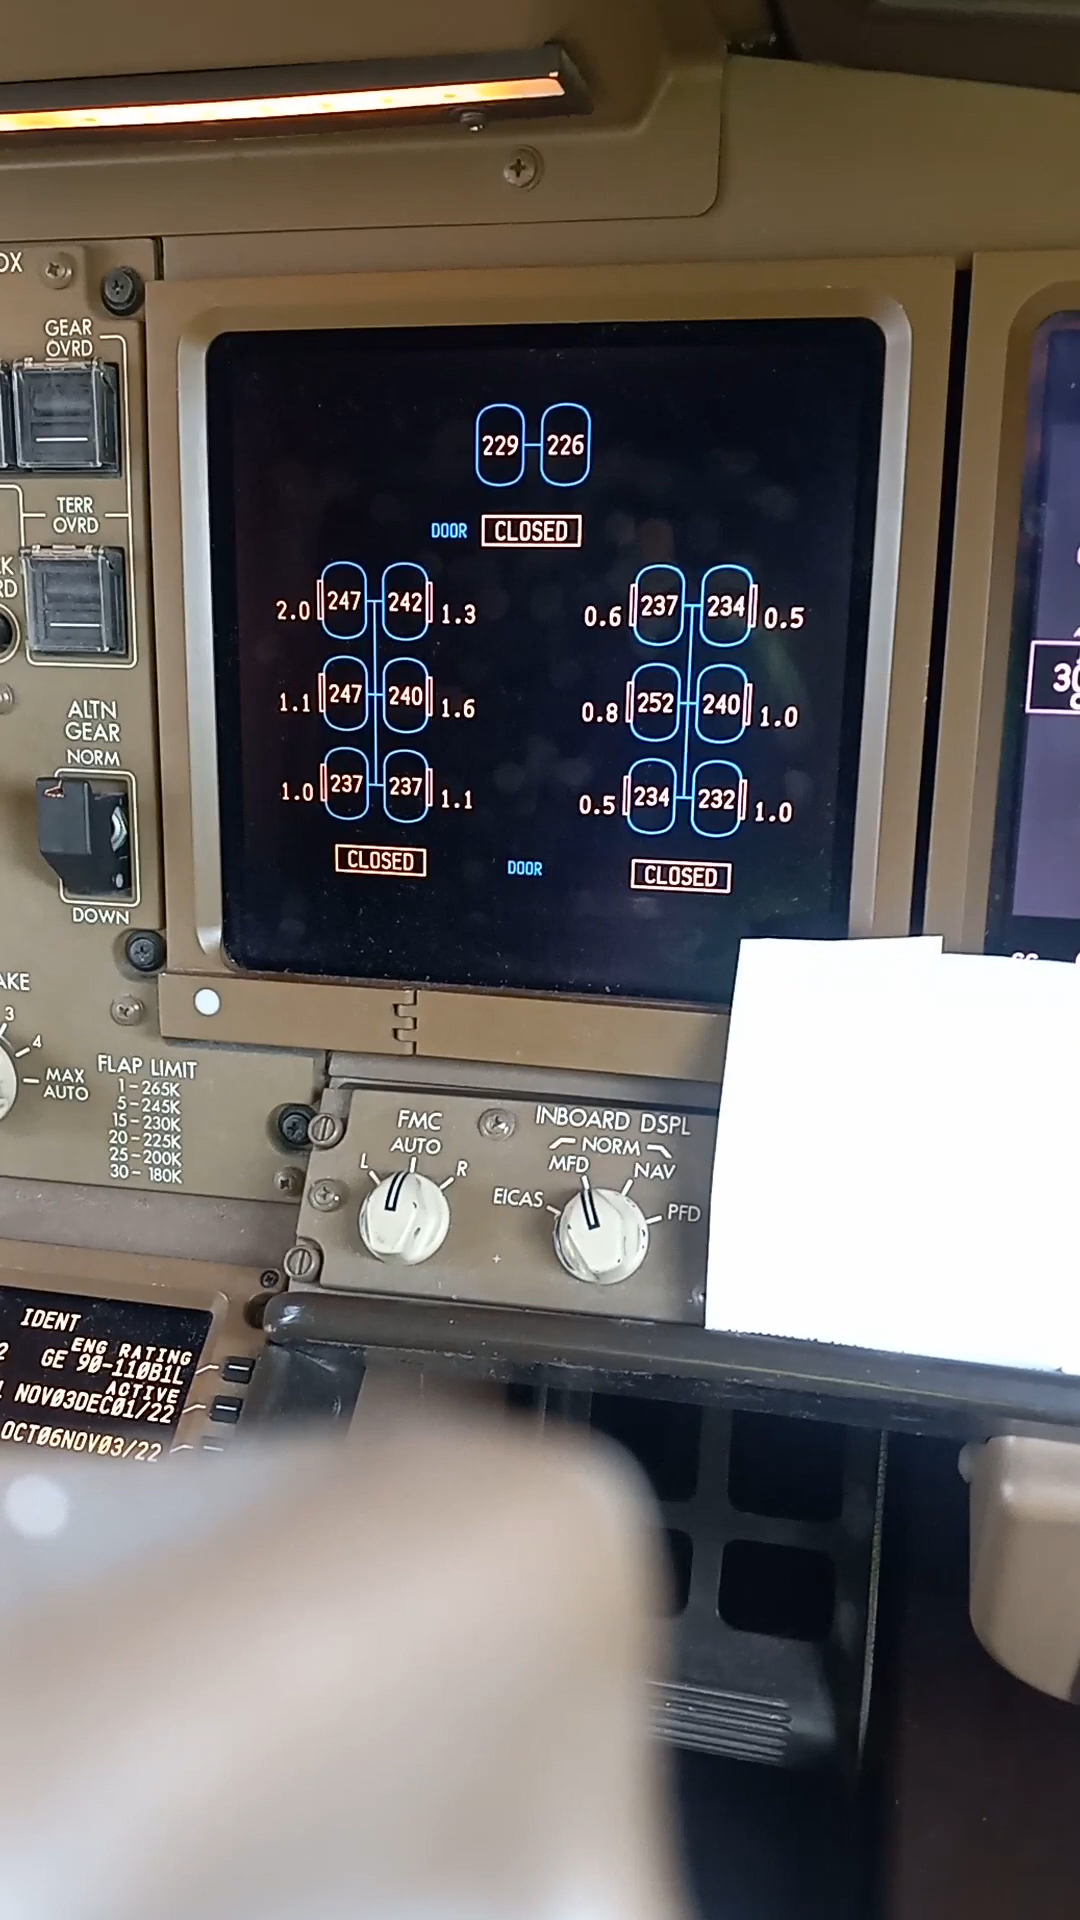 OX
GEAR
OVRD
TERR
OVRD
ALTN
GEAR
NORM
DOWN
AKE
3
4
MAX
AUTO
FLAP LIMIT
1-265K
5-245K
15-230K
20-225K
25-200K
30-180K
229 226
DOOR CLOSED
2.0 247 242 1.3
0.6 237 234 0.5
1.1 247 240 1.6
0.8 252 240 1.0
1.0 237 237 1.1
0.5 234 232 1.0
CLOSED DOOR CLOSED
FMC
AUTO
L R
INBOARD DSPL
NORM
MFD NAV
EICAS PFD
IDENT
ENG RATING
GE 90-110B1L
ACTIVE
NOV03DEC01/22
OCT06NOV03/22